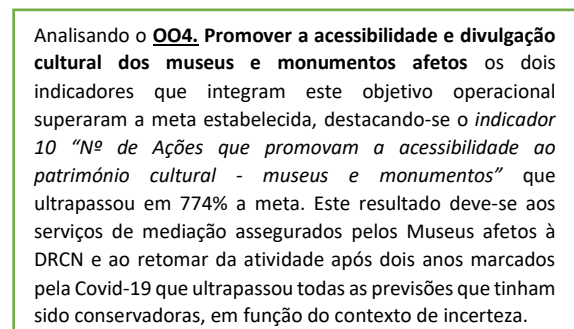 Analisando o OO4. Promover a acessibilidade e divulgação
cultural dos museus e monumentos afetos os dois
indicadores que integram este objetivo operacional
superaram a meta estabelecida, destacando-se o indicador
10 “Nº de Ações que promovam a acessibilidade ao
património cultural - museus e monumentos” que
ultrapassou em 774% a meta. Este resultado deve-se aos
serviços de mediação assegurados pelos Museus afetos à
DRCN e ao retomar da atividade após dois anos marcados
pela Covid-19 que ultrapassou todas as previsões que tinham
sido conservadoras, em função do contexto de incerteza.